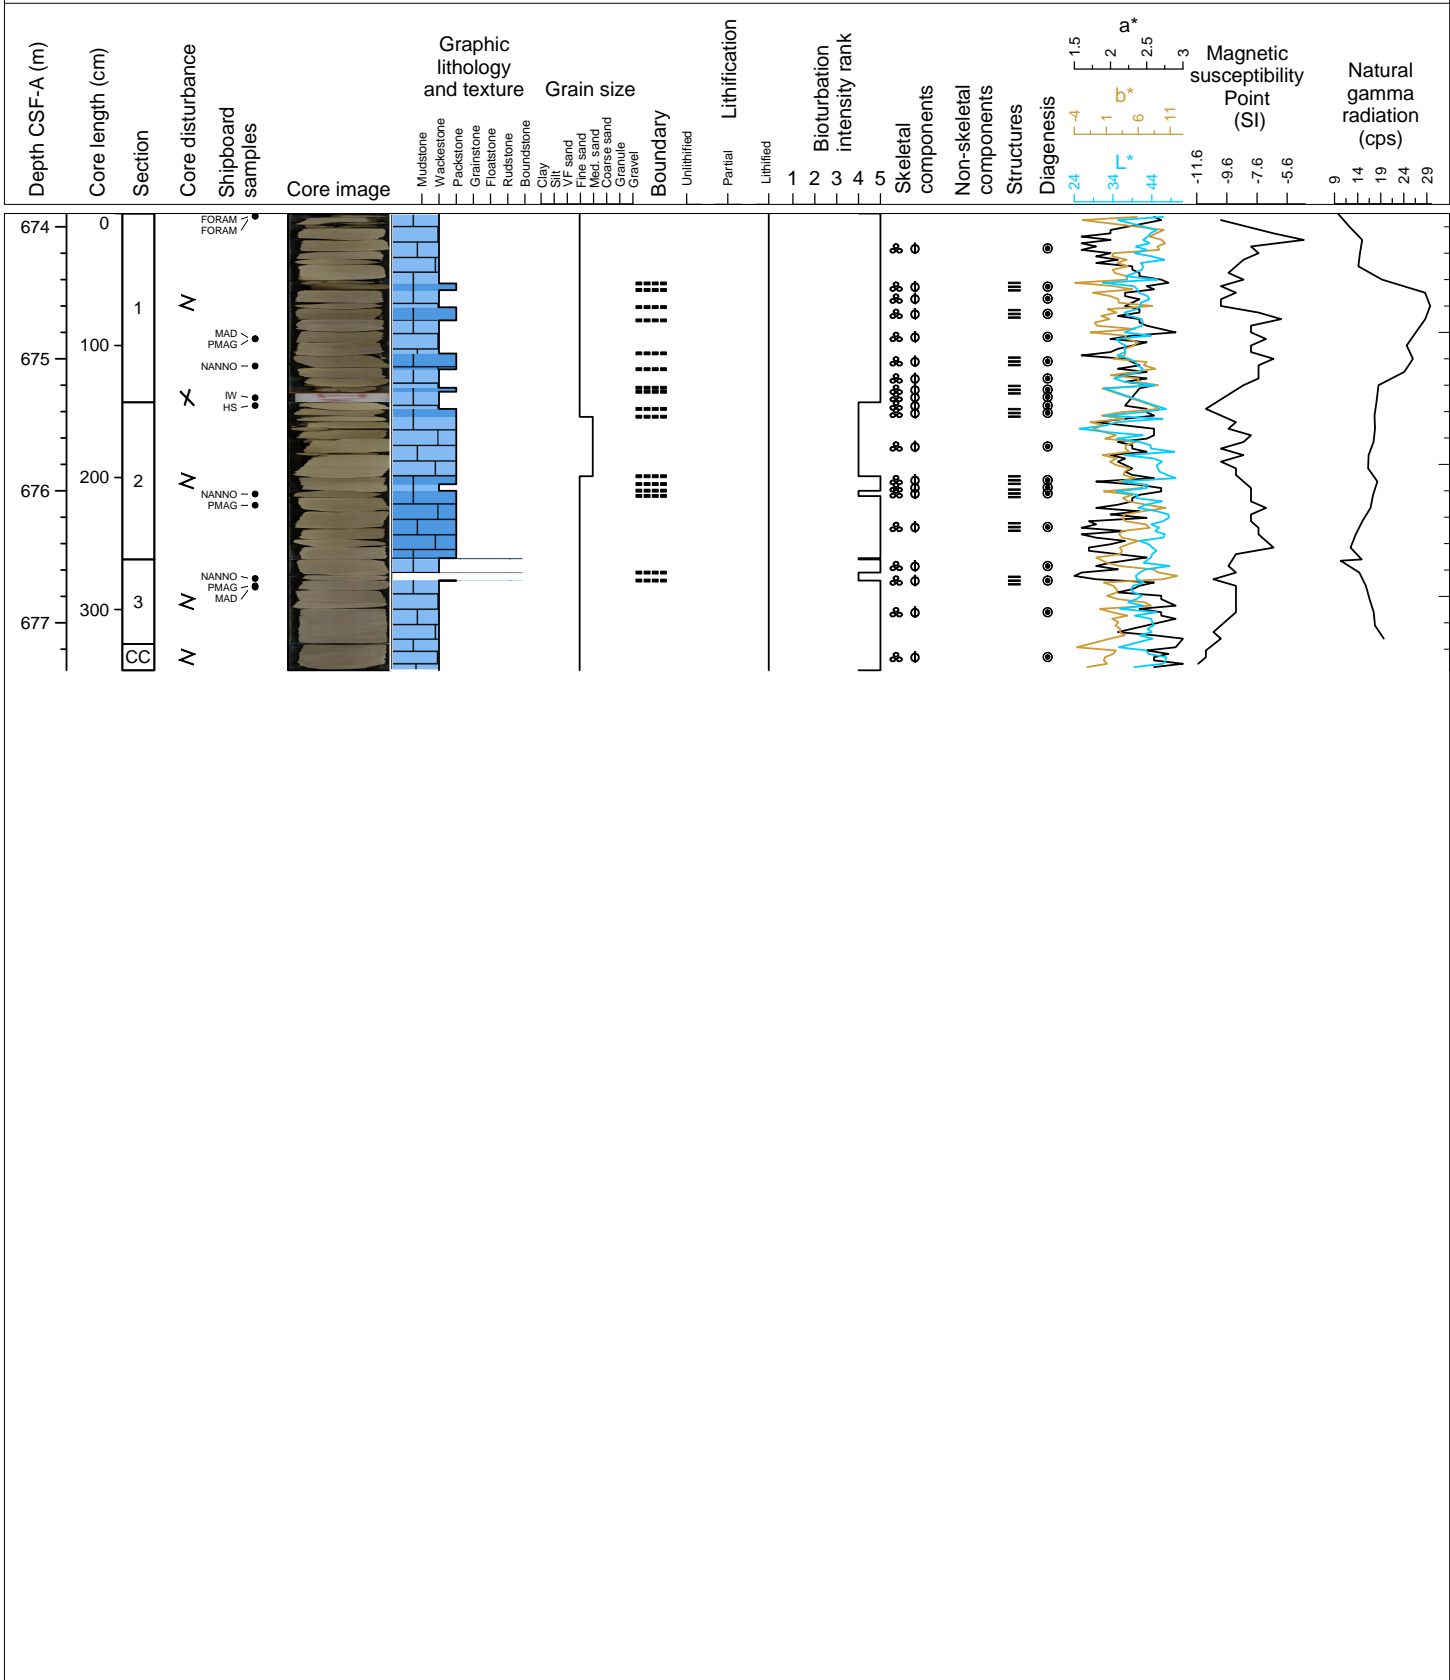 Depth CSF-A (m)
Core length (cm)
Section
Core disturbance
Shipboard
samples
Core image
Graphic
lithology
and texture
Mudstone
Wackestone
Packstone
Grainstone
Floatstone
Rudstone
Boundstone
Grain size
Clay
Silt
VF sand
Fine sand
Med. sand
Coarse sand
Granule
Gravel
Boundary
Lithification
Unlithified
Partial
Lithified
Bioturbation
intensity rank
1 2 3 4 5
Skeletal
components
Non-skeletal
components
Structures
Diagenesis
a*
1.5 2 2.5 3
b*
-4 1 6 11
L*
24 34 44
Magnetic
susceptibility
Point
(SI)
-11.6 -9.6 -7.6 -5.6
Natural
gamma
radiation
(cps)
9 14 19 24 29
674
675
676
677
0
100
200
300
1
2
3
CC
FORAM
FORAM
MAD
PMAG
NANNO
IW
HS
NANNO
PMAG
NANNO
PMAG
MAD